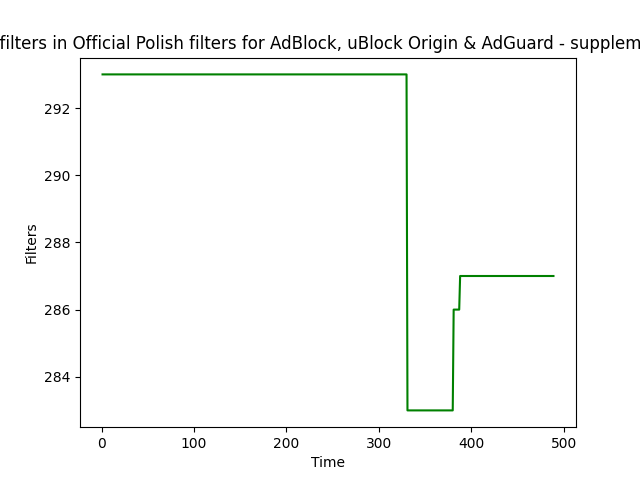 filters in Official Polish filters for AdBlock, uBlock Origin & AdGuard - supplem
292
290
288
286
284
Filters
0 100 200 300 400 500
Time